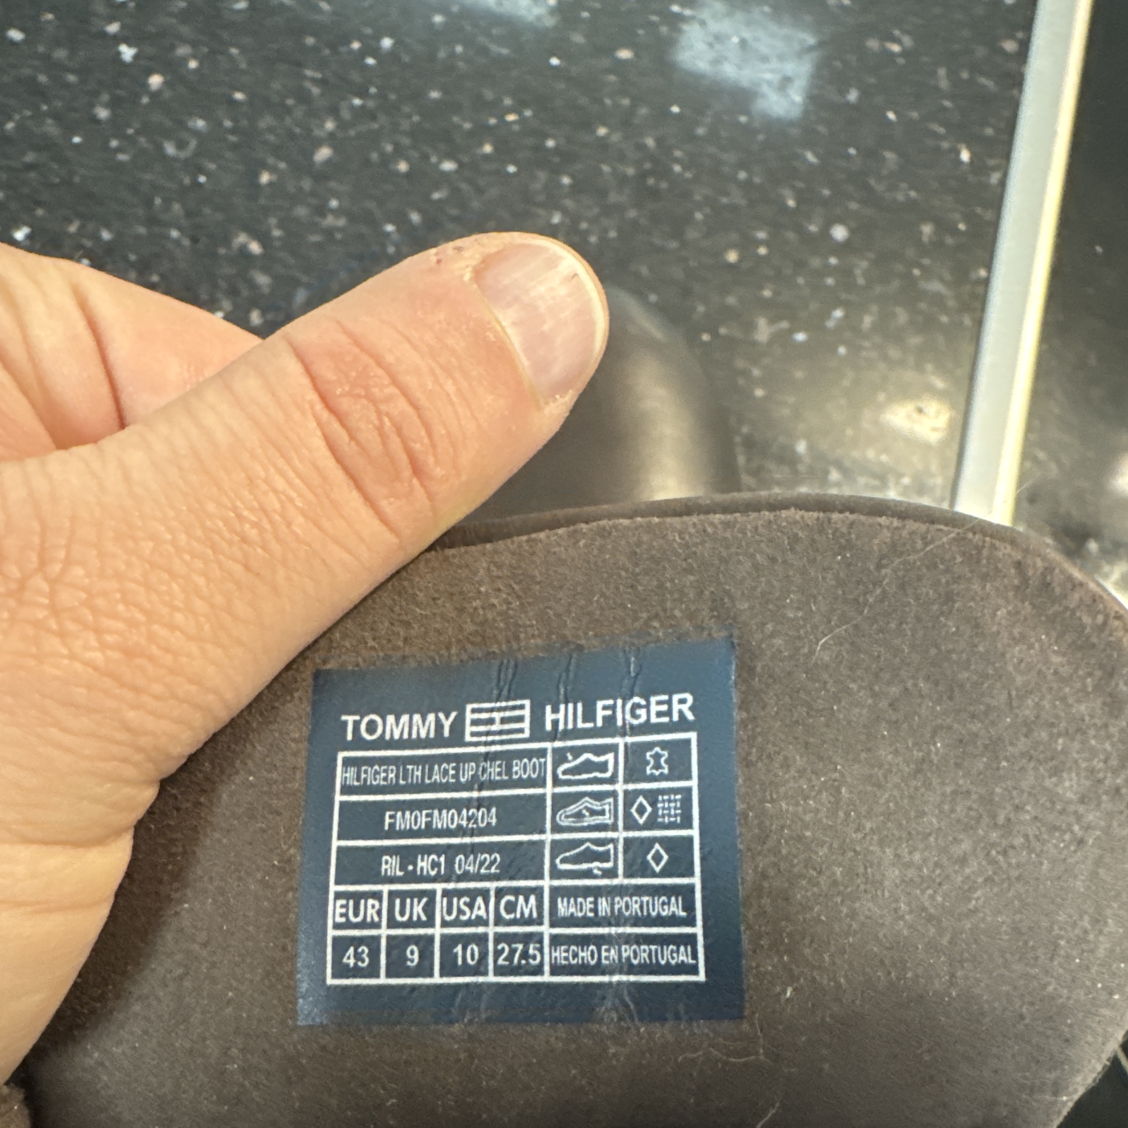 TOMMY HILFIGER
HILFIGER LTH LACE UP CHEL BOOT
FM0FM04204
RIL - HC1 04/22
EUR UK USA CM MADE IN PORTUGAL
43 9 10 27.5 HECHO EN PORTUGAL